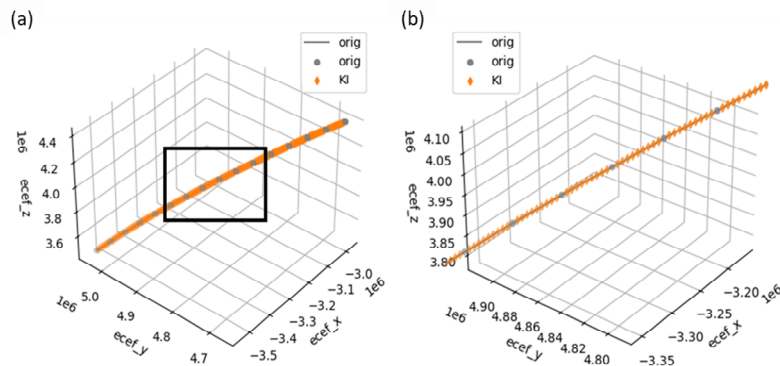 (a)
orig
orig
KI
1e6
4.4
4.2
4.0
3.8
3.6
ecef_z
1e6
5.0
4.9
4.8
4.7
ecef_y
−3.0
−3.1
−3.2
−3.3
−3.4
−3.5
1e6
ecef_x
(b)
orig
orig
KI
1e6
4.10
4.05
4.00
3.95
3.90
3.85
3.80
ecef_z
1e6
4.90
4.88
4.86
4.84
4.82
4.80
ecef_y
−3.20
−3.25
−3.30
−3.35
1e6
ecef_x